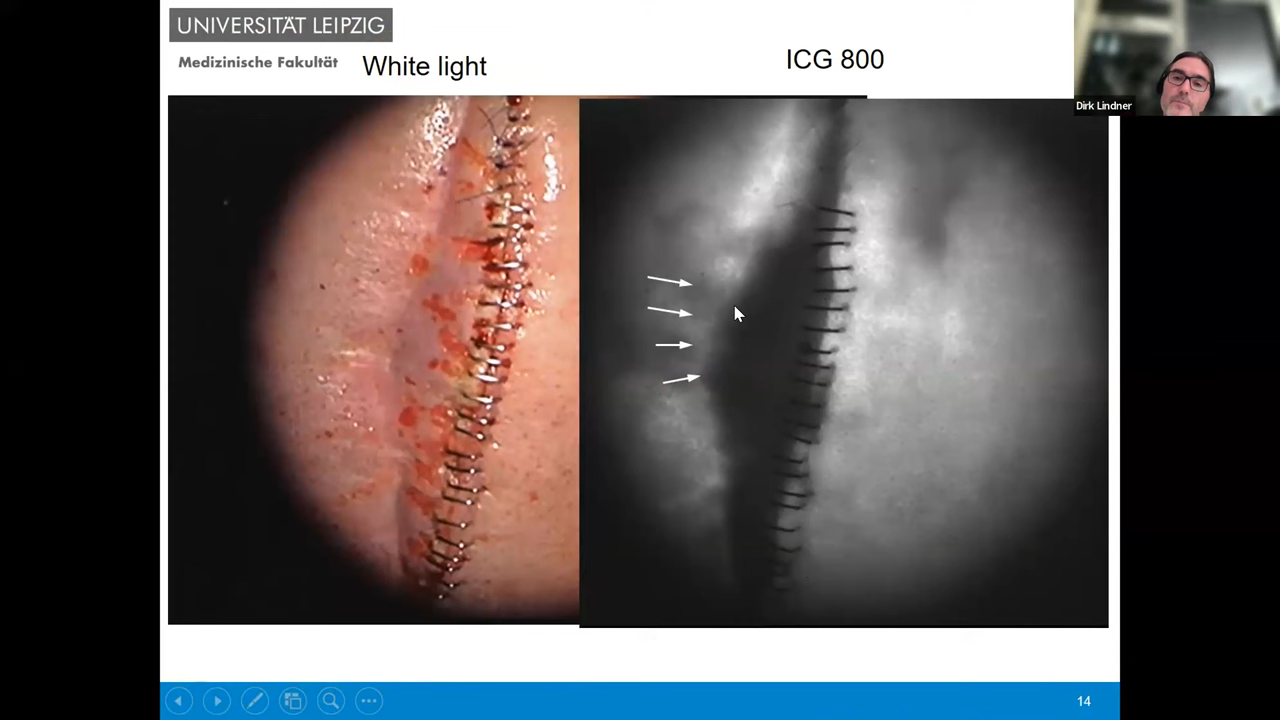 UNIVERSITÄT LEIPZIG
Medizinische Fakultät
White light
ICG 800
Dirk Lindner
14